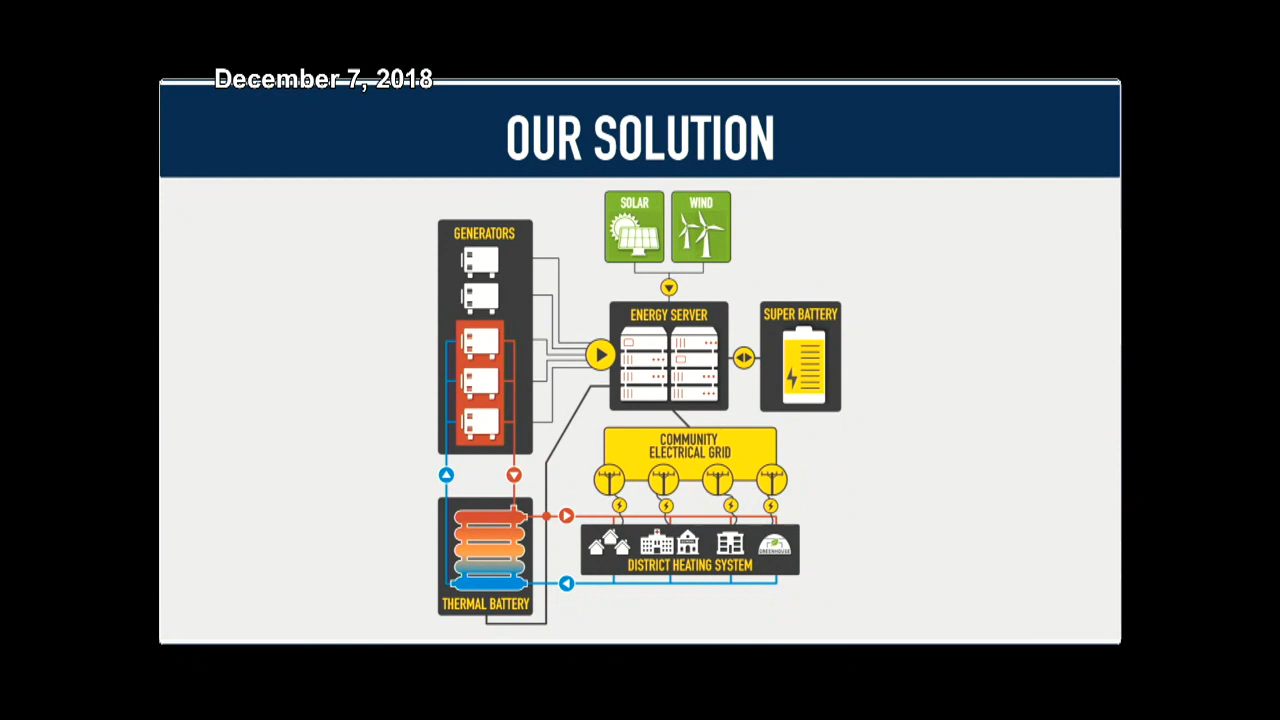 December 7, 2018
OUR SOLUTION
SOLAR
WIND
GENERATORS
ENERGY SERVER
SUPER BATTERY
COMMUNITY
ELECTRICAL GRID
GREENHOUSE
DISTRICT HEATING SYSTEM
THERMAL BATTERY